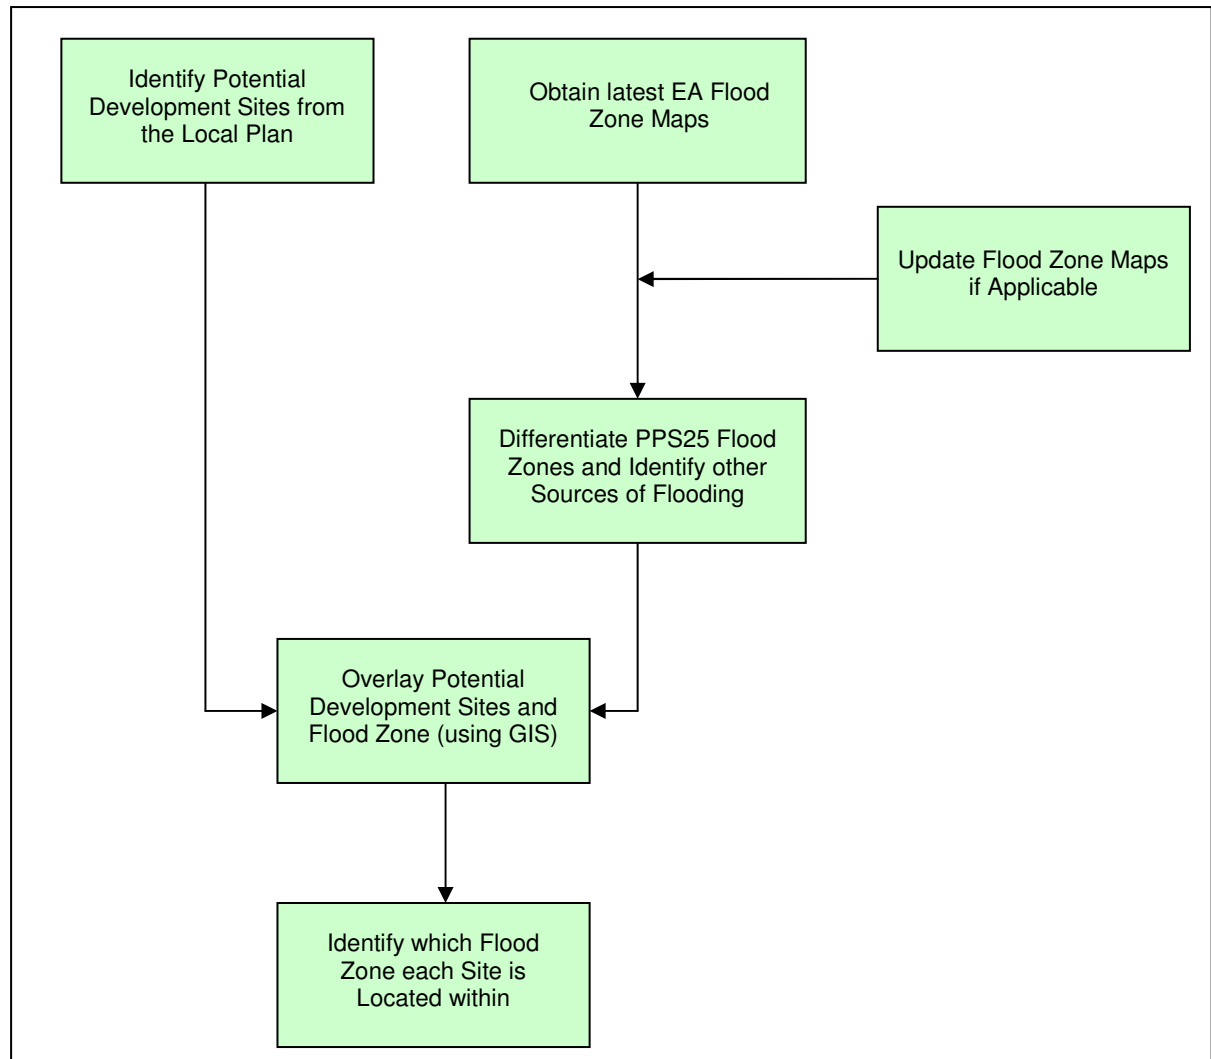 Identify Potential
Development Sites from
the Local Plan
Obtain latest EA Flood
Zone Maps
Update Flood Zone Maps
if Applicable
Differentiate PPS25 Flood
Zones and Identify other
Sources of Flooding
Overlay Potential
Development Sites and
Flood Zone (using GIS)
Identify which Flood
Zone each Site is
Located within